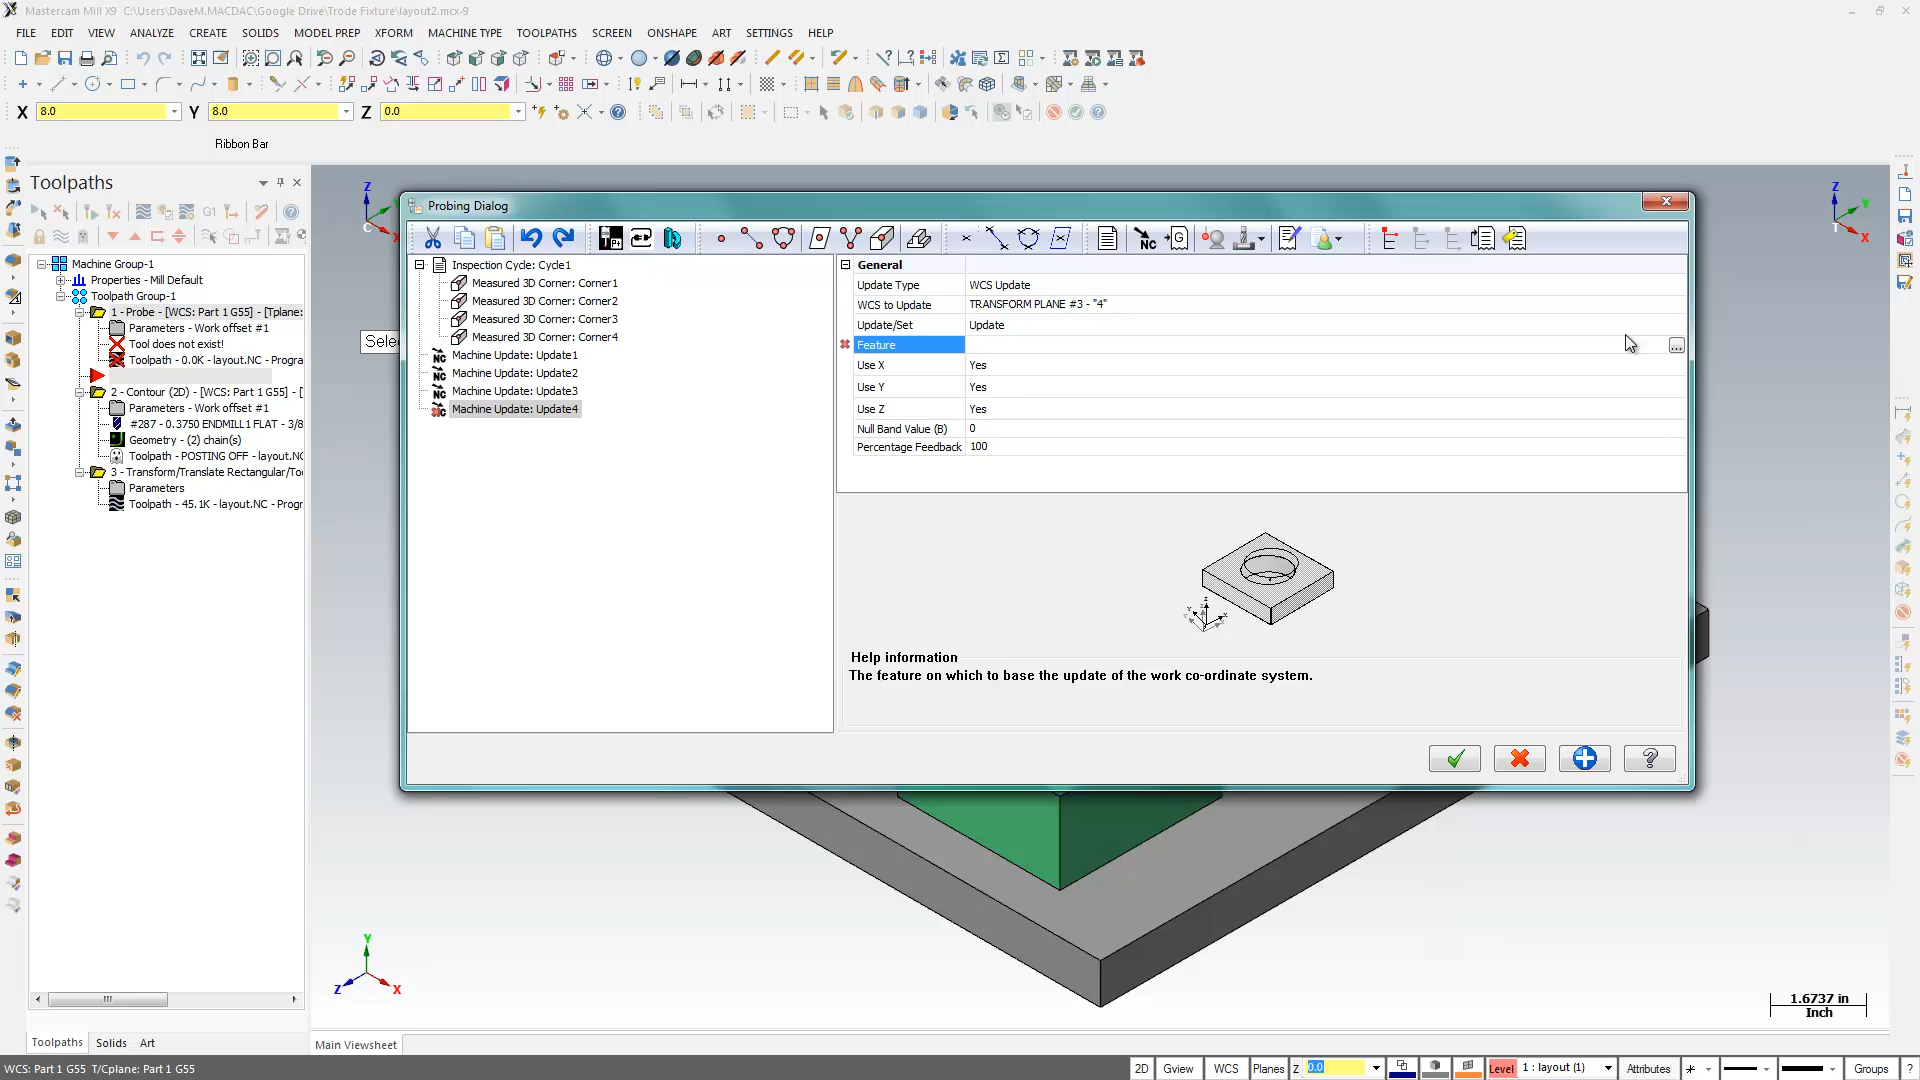 Mastercam Mill X9 C:\Users\DaveM.MACDAC\Google Drive\Trode Fixture\layout2.mcx-9
FILE EDIT VIEW ANALYZE CREATE SOLIDS MODEL PREP XFORM MACHINE TYPE TOOLPATHS SCREEN ONSHAPE ART SETTINGS HELP
X 8.0 Y 8.0 Z 0.0
Ribbon Bar
Toolpaths
Machine Group-1
Properties - Mill Default
Toolpath Group-1
1 - Probe - [WCS: Part 1 G55] - [Tplane:
Parameters - Work offset #1
Tool does not exist!
Toolpath - 0.0K - layout.NC - Progra
2 - Contour (2D) - [WCS: Part 1 G55] - [
Parameters - Work offset #1
#287 - 0.3750 ENDMILL1 FLAT - 3/8
Geometry - (2) chain(s)
Toolpath - POSTING OFF - layout.N
3 - Transform/Translate Rectangular/To
Parameters
Toolpath - 45.1K - layout.NC - Progr
Toolpaths Solids Art
Z
C
X
Sele
Probing Dialog
Inspection Cycle: Cycle1
Measured 3D Corner: Corner1
Measured 3D Corner: Corner2
Measured 3D Corner: Corner3
Measured 3D Corner: Corner4
NC Machine Update: Update1
NC Machine Update: Update2
NC Machine Update: Update3
NC Machine Update: Update4
General
Update Type WCS Update
WCS to Update TRANSFORM PLANE #3 - "4"
Update/Set Update
Feature ...
Use X Yes
Use Y Yes
Use Z Yes
Null Band Value (B) 0
Percentage Feedback 100
Help information
The feature on which to base the update of the work co-ordinate system.
Z
Y
T
X
Y
Z
X
1.6737 in
Inch
Main Viewsheet
WCS: Part 1 G55 T/Cplane: Part 1 G55
2D Gview WCS Planes Z 0.0 Level 1 : layout (1) Attributes Groups ?